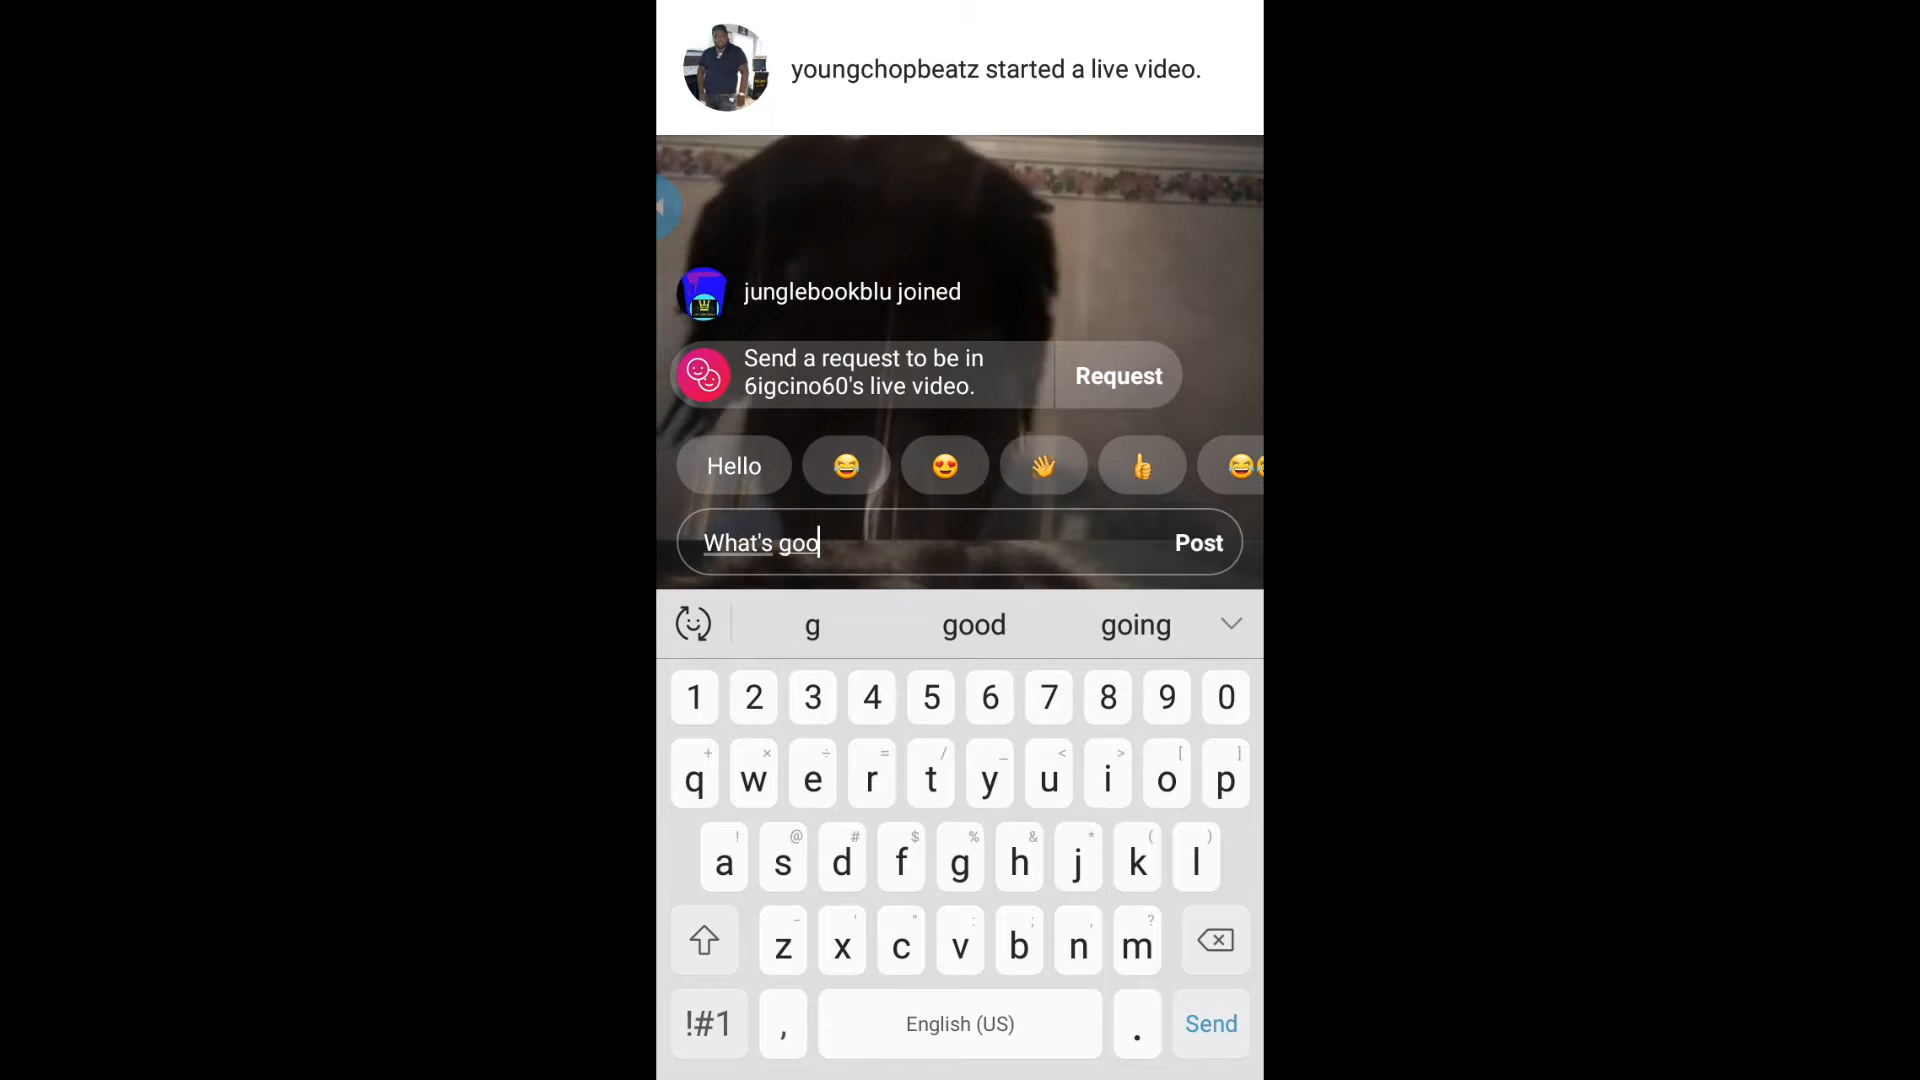 youngchopbeatz started a live video.
junglebookblu joined
Send a request to be in
6igcino60's live video.
Request
Hello
What's goo
Post
g good going
1 2 3 4 5 6 7 8 9 0
+ × ÷ = / _ < > [ ]
q w e r t y u i o p
! @ # $ % & * ( )
a s d f g h j k l
- ' " : ; , ?
z x c v b n m
!#1 , English (US) . Send